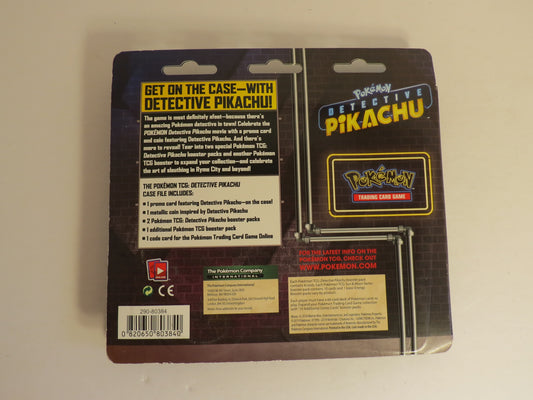 GET ON THE CASE—WITH
DETECTIVE PIKACHU!
The game is most definitely afoot—because there's
an amazing Pokémon detective in town! Celebrate the
POKÉMON Detective Pikachu movie with a promo card
and coin featuring Detective Pikachu. And there's
more to reveal! Tear into two special Pokémon TCG:
Detective Pikachu booster packs and another Pokémon
TCG booster to expand your collection—and celebrate
the art of sleuthing in Ryme City and beyond!
THE POKÉMON TCG: DETECTIVE PIKACHU
CASE FILE INCLUDES:
• 1 promo card featuring Detective Pikachu—on the case!
• 1 metallic coin inspired by Detective Pikachu
• 2 Pokémon TCG: Detective Pikachu booster packs
• 1 additional Pokémon TCG booster pack
• 1 code card for the Pokémon Trading Card Game Online
POKÉMON
DETECTIVE
PIKACHU
POKÉMON
TRADING CARD GAME
FOR THE LATEST INFO ON THE
POKÉMON TCG, CHECK OUT
WWW.POKEMON.COM
The Pokémon Company
INTERNATIONAL
The Pokémon Company International
CE
290-80384
0 820650 803840